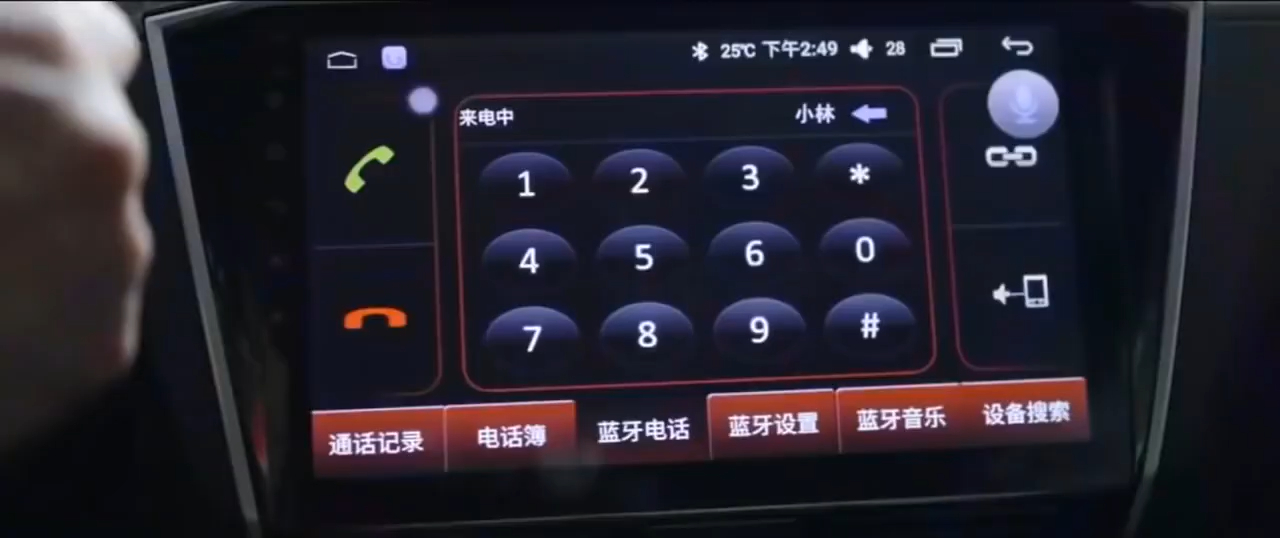 25℃ 下午2:49 28
来电中 小林
1 2 3 *
4 5 6 0
7 8 9 #
通话记录 电话簿 蓝牙电话 蓝牙设置 蓝牙音乐 设备搜索